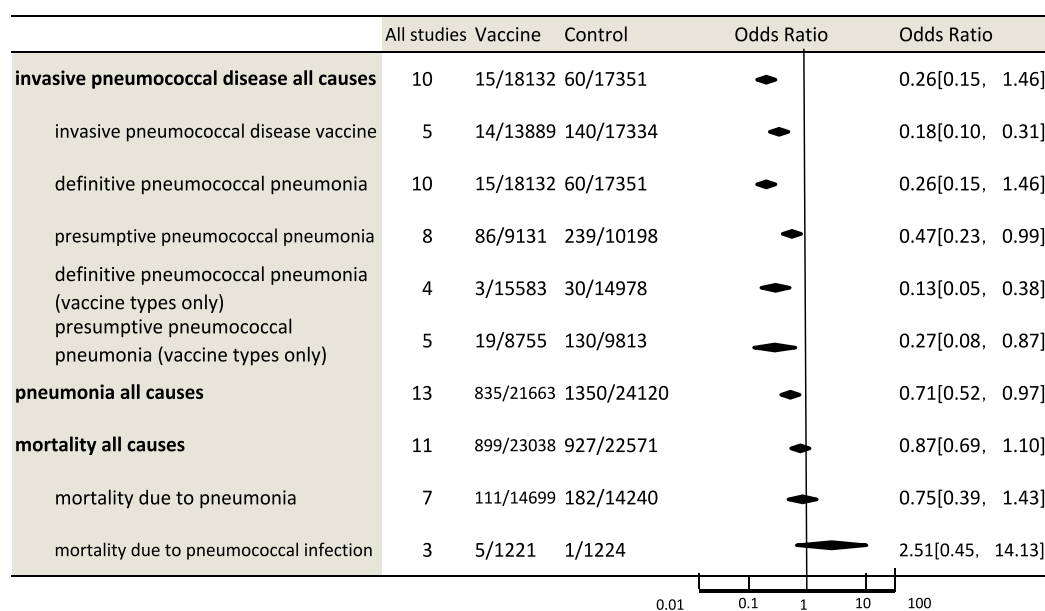 All studies Vaccine Control Odds Ratio Odds Ratio
invasive pneumococcal disease all causes 10 15/18132 60/17351 0.26[0.15, 1.46]
invasive pneumococcal disease vaccine 5 14/13889 140/17334 0.18[0.10, 0.31]
definitive pneumococcal pneumonia 10 15/18132 60/17351 0.26[0.15, 1.46]
presumptive pneumococcal pneumonia 8 86/9131 239/10198 0.47[0.23, 0.99]
definitive pneumococcal pneumonia
(vaccine types only) 4 3/15583 30/14978 0.13[0.05, 0.38]
presumptive pneumococcal
pneumonia (vaccine types only) 5 19/8755 130/9813 0.27[0.08, 0.87]
pneumonia all causes 13 835/21663 1350/24120 0.71[0.52, 0.97]
mortality all causes 11 899/23038 927/22571 0.87[0.69, 1.10]
mortality due to pneumonia 7 111/14699 182/14240 0.75[0.39, 1.43]
mortality due to pneumococcal infection 3 5/1221 1/1224 2.51[0.45, 14.13]
0.01 0.1 1 10 100